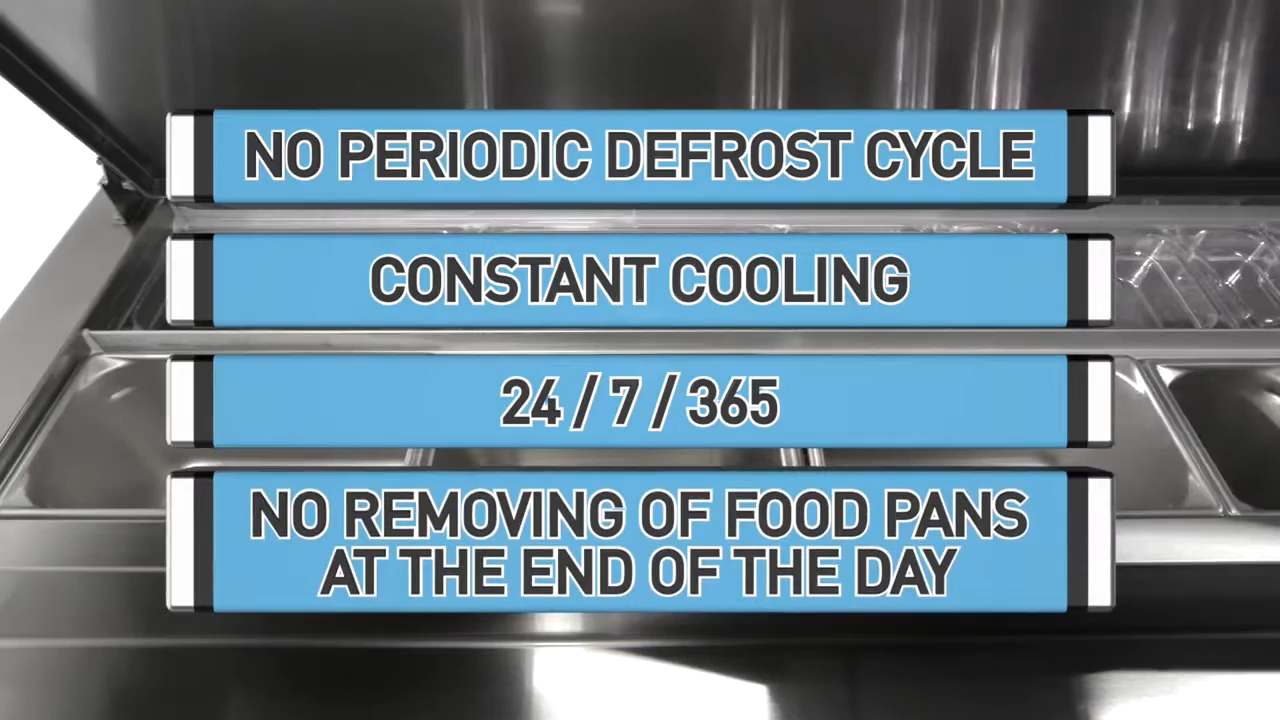 NO PERIODIC DEFROST CYCLE
CONSTANT COOLING
24 / 7 / 365
NO REMOVING OF FOOD PANS
AT THE END OF THE DAY